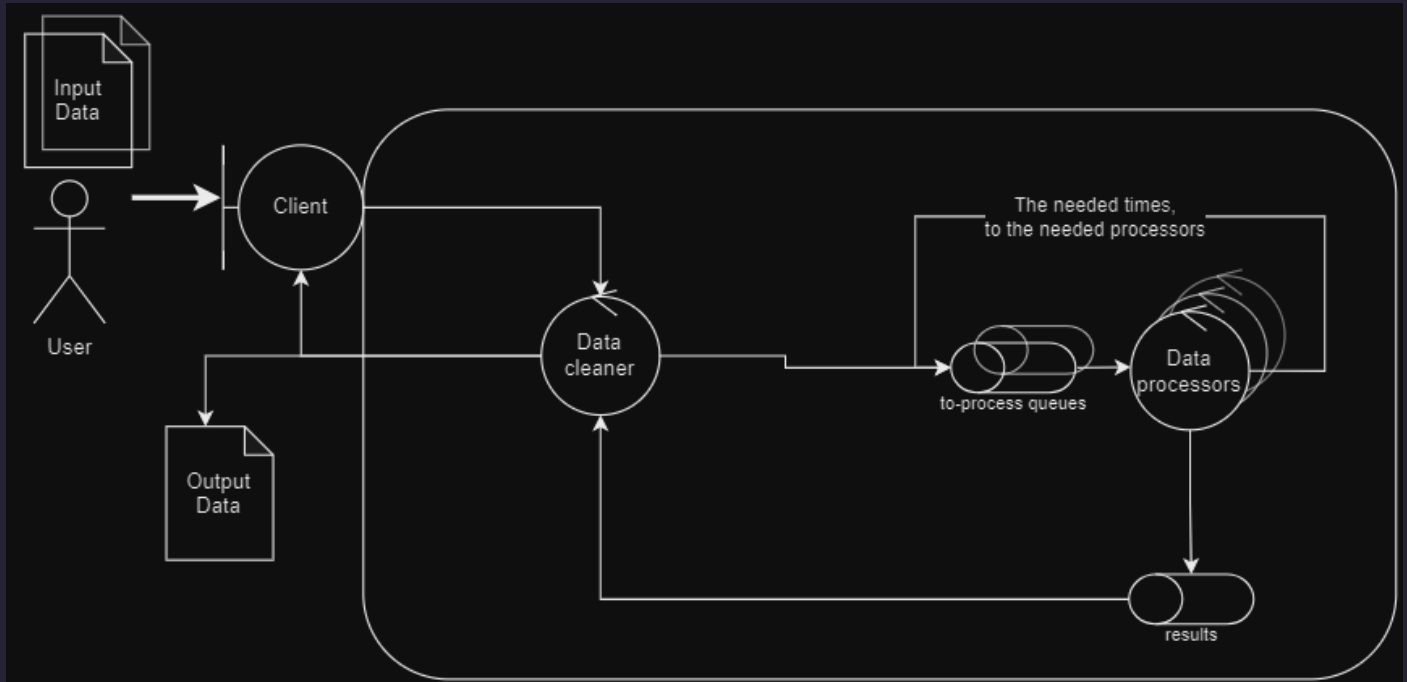 Input
Data
User
Client
The needed times,
to the needed processors
Data
cleaner
to-process queues
Data
processors
Output
Data
results